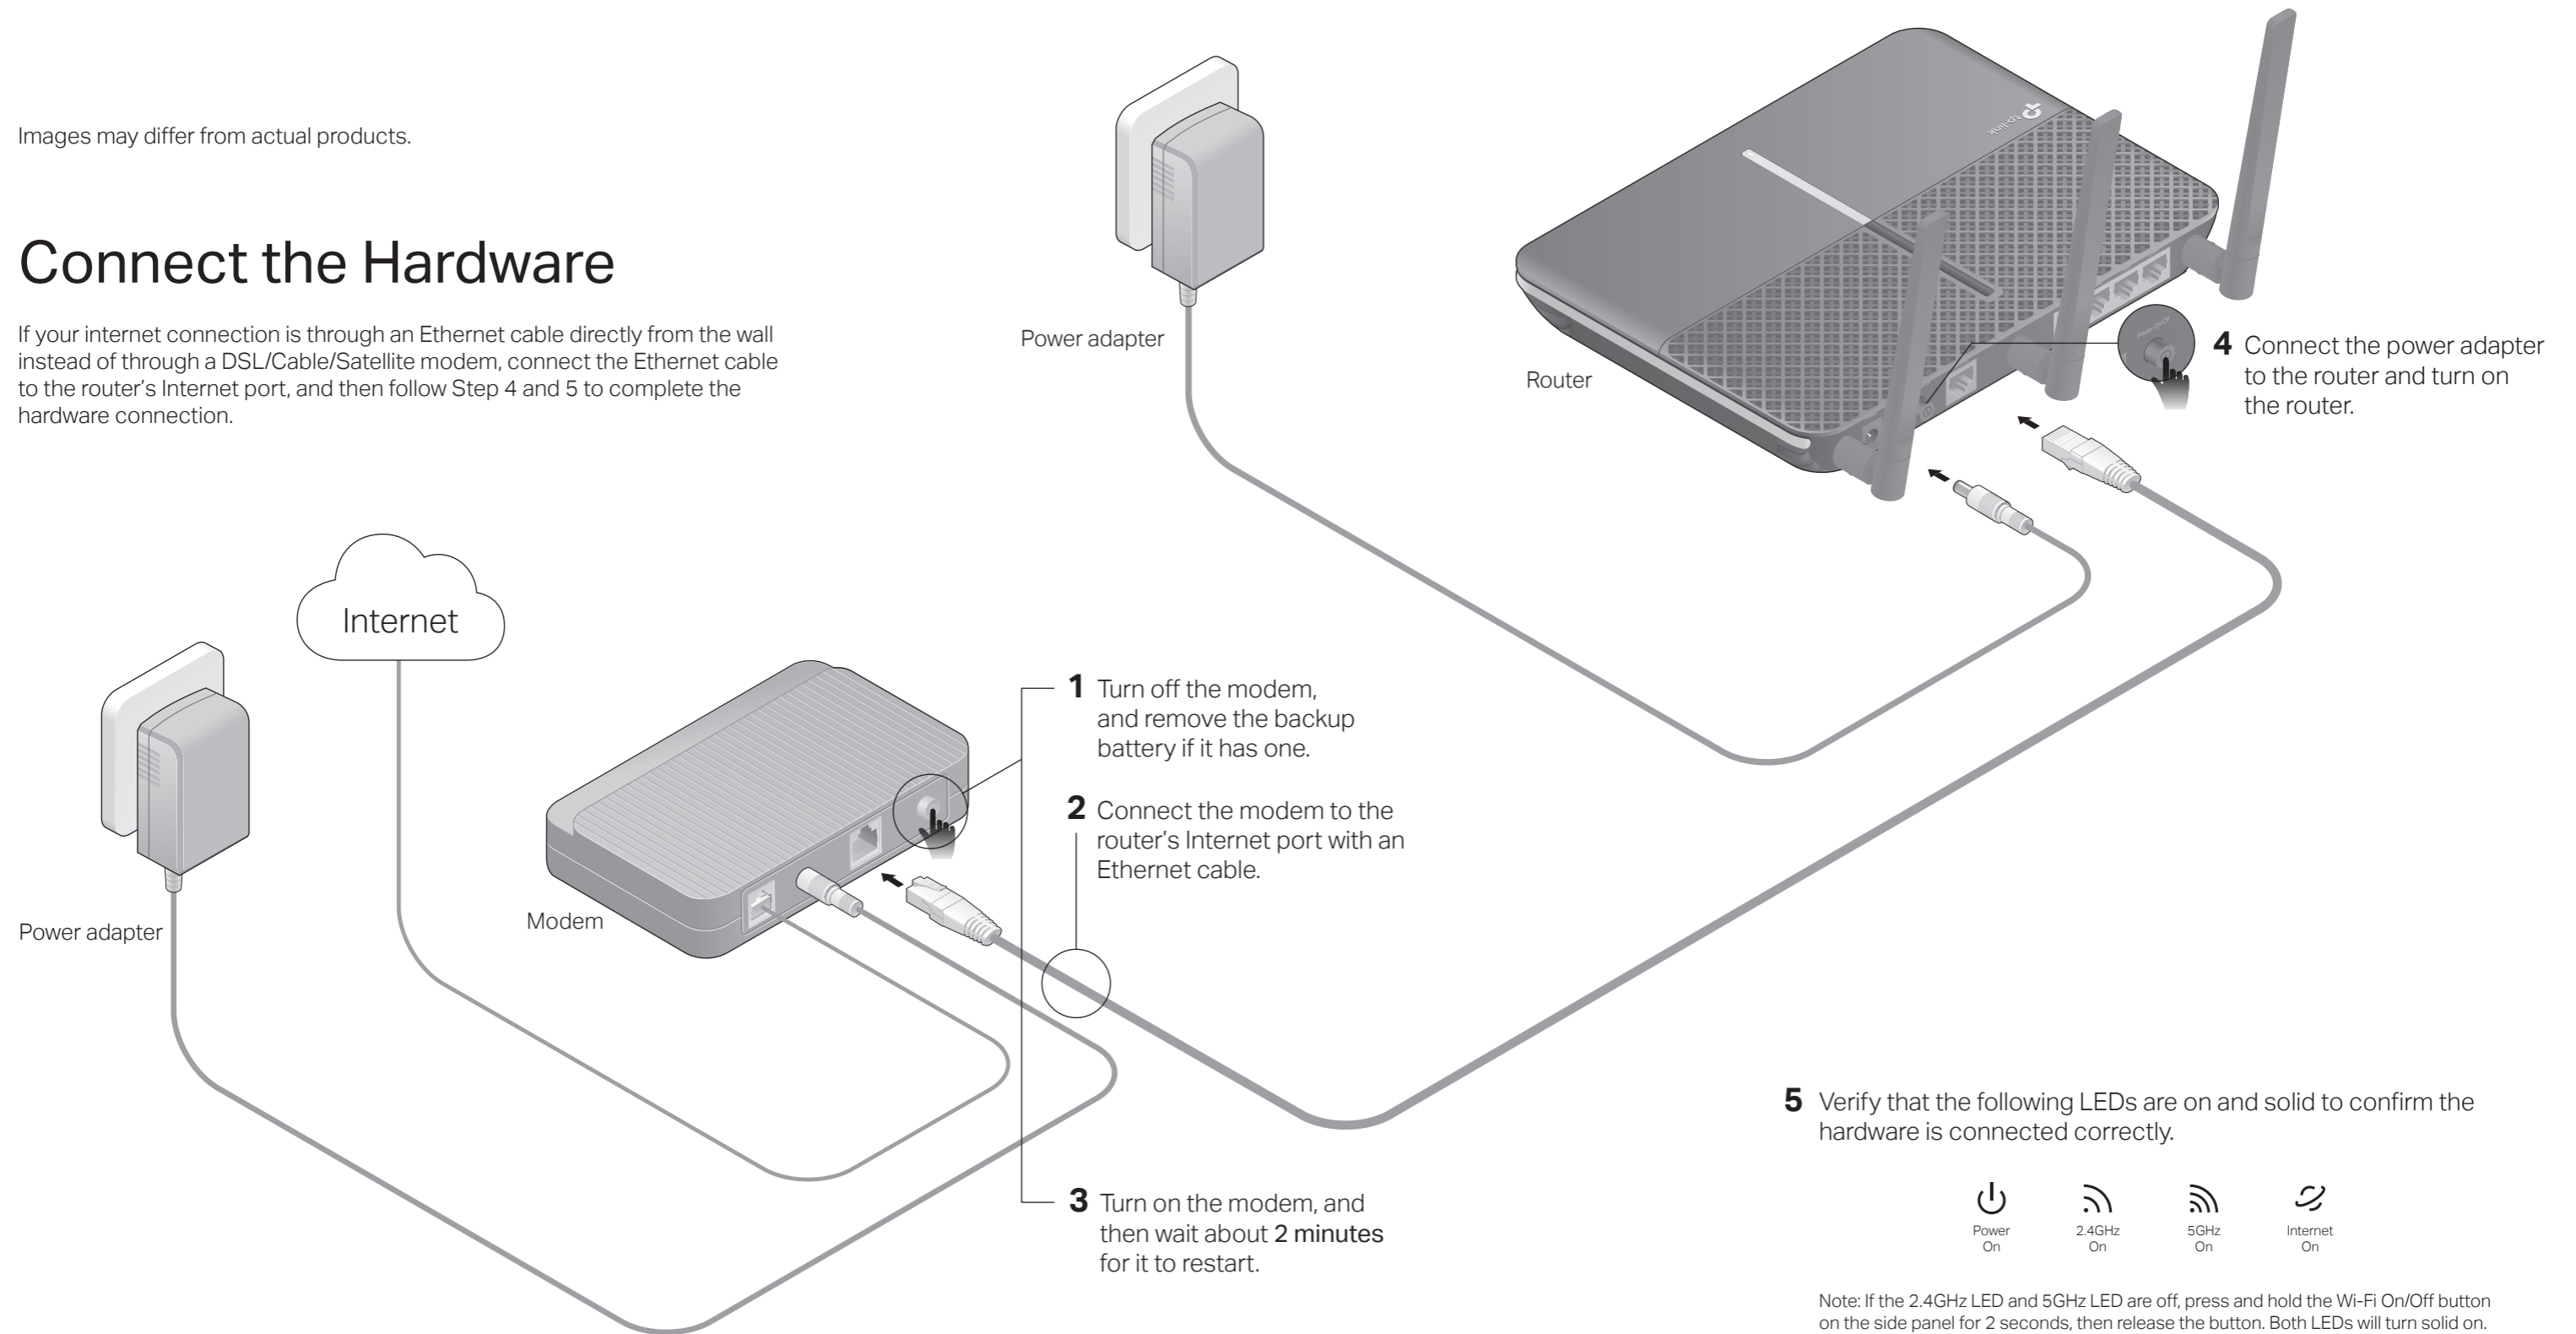 Images may differ from actual products.
Connect the Hardware
If your internet connection is through an Ethernet cable directly from the wall
instead of through a DSL/Cable/Satellite modem, connect the Ethernet cable
to the router's Internet port, and then follow Step 4 and 5 to complete the
hardware connection.
Power adapter
tp-link
Router
Power On/Off
4 Connect the power adapter
to the router and turn on
the router.
Internet
Power adapter
Modem
1 Turn off the modem,
and remove the backup
battery if it has one.
2 Connect the modem to the
router's Internet port with an
Ethernet cable.
3 Turn on the modem, and
then wait about 2 minutes
for it to restart.
5 Verify that the following LEDs are on and solid to confirm the
hardware is connected correctly.
Power
On
2.4GHz
On
5GHz
On
Internet
On
Note: If the 2.4GHz LED and 5GHz LED are off, press and hold the Wi-Fi On/Off button
on the side panel for 2 seconds, then release the button. Both LEDs will turn solid on.